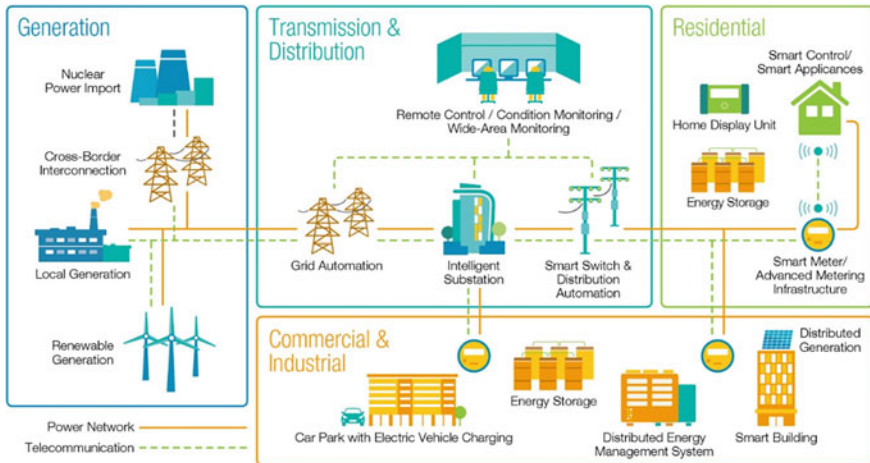 Generation
Nuclear
Power Import
Cross-Border
Interconnection
Local Generation
Renewable
Generation
Power Network
Telecommunication
Transmission &
Distribution
Remote Control / Condition Monitoring /
Wide-Area Monitoring
Grid Automation
Intelligent
Substation
Smart Switch &
Distribution
Automation
Residential
Smart Control/
Smart Applicances
Home Display Unit
Energy Storage
Smart Meter/
Advanced Metering
Infrastructure
Commercial &
Industrial
Car Park with Electric Vehicle Charging
Energy Storage
Distributed Energy
Management System
Distributed
Generation
Smart Building